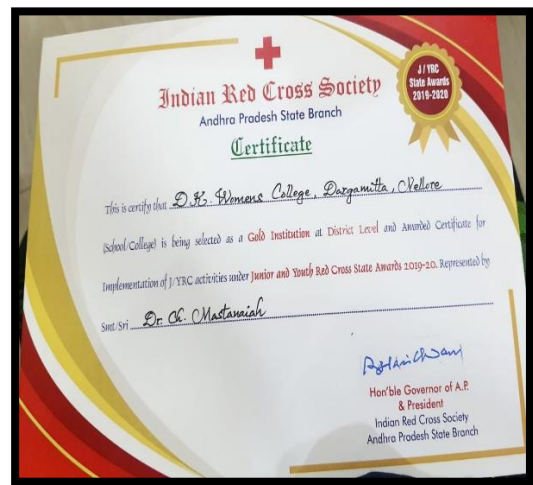 Indian Red Cross Society
Andhra Pradesh State Branch
Certificate
J / YRC
State Awards
2019-2020
This is certify that D.K. Womens College, Dargamitta, Nellore
(School/College) is being selected as a Gold Institution at District Level and Awarded Certificate for
Implementation of J/YRC activities under Junior and Youth Red Cross State Awards 2019-20. Represented by
Smt/Sri Dr. Ch. Mastanaiah
Hon'ble Governor of A.P.
& President
Indian Red Cross Society
Andhra Pradesh State Branch